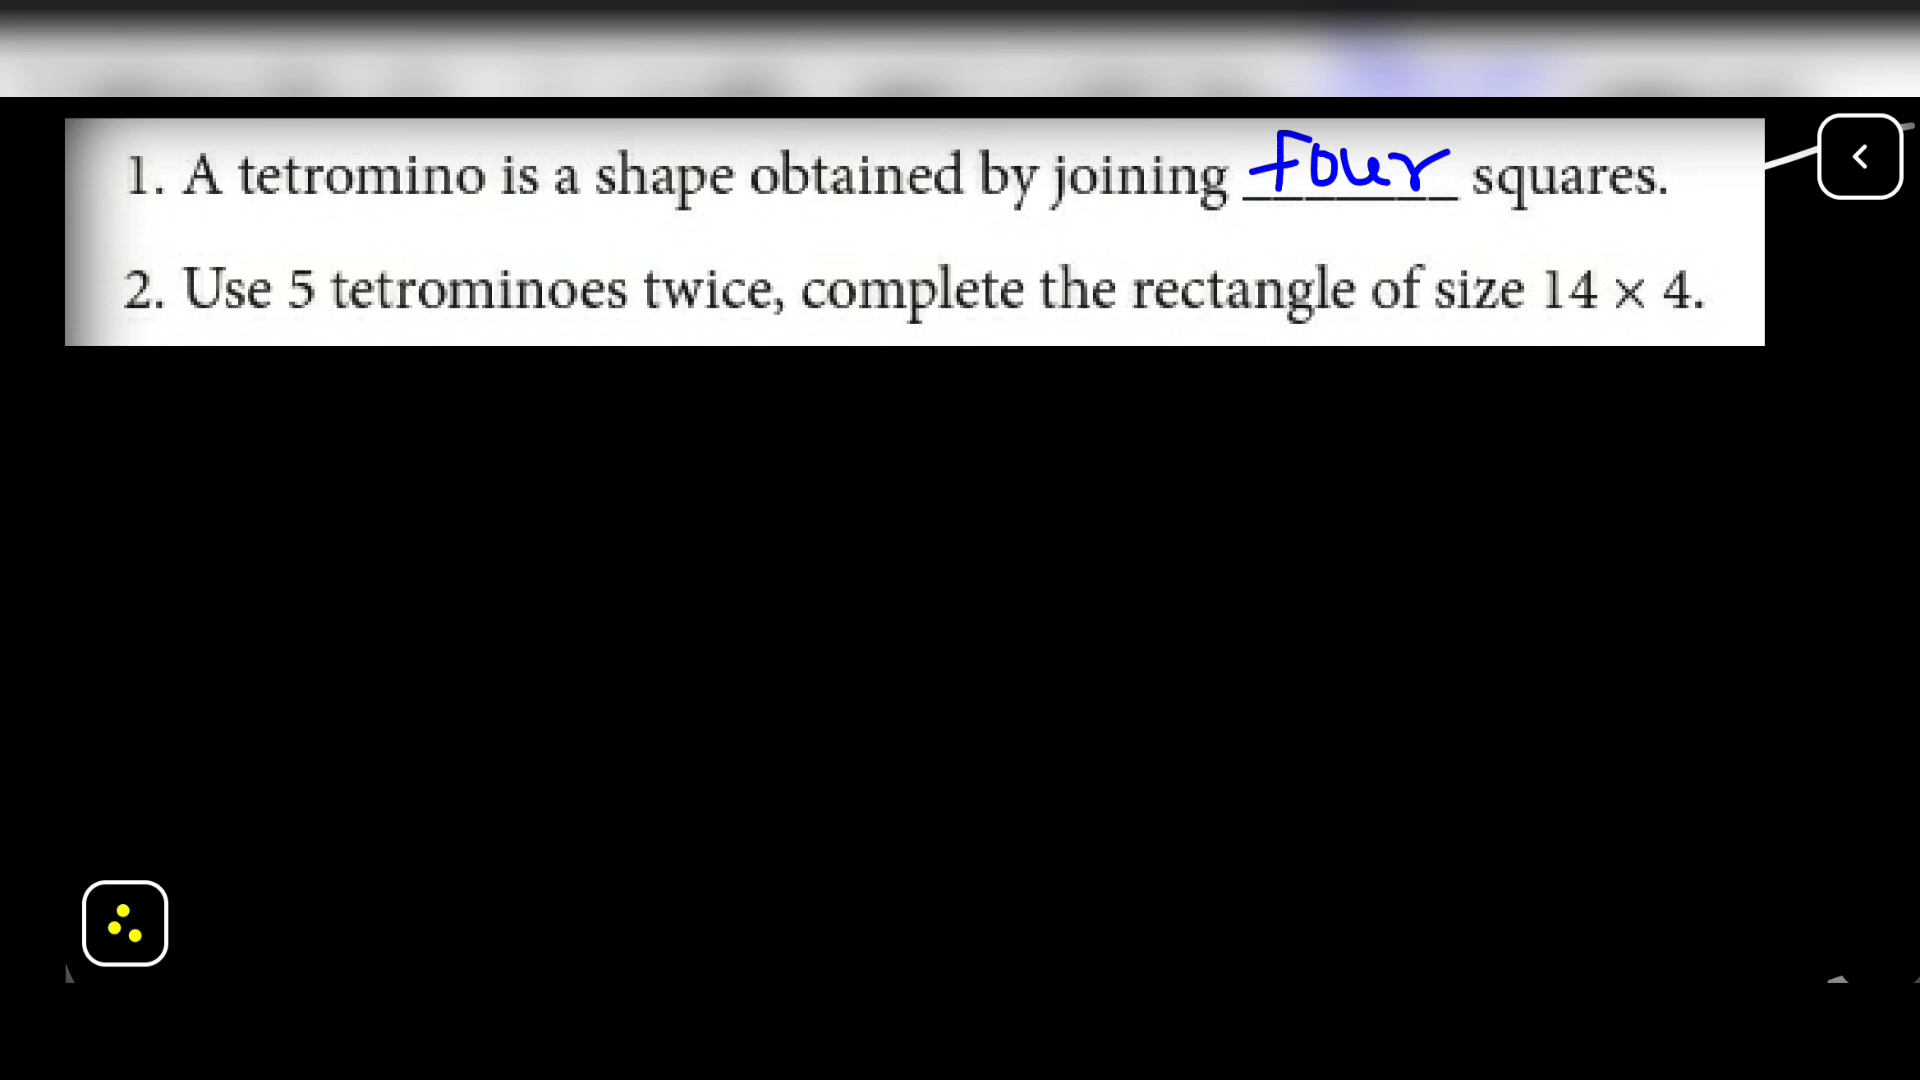 1. A tetromino is a shape obtained by joining four squares.
2. Use 5 tetrominoes twice, complete the rectangle of size 14 × 4.